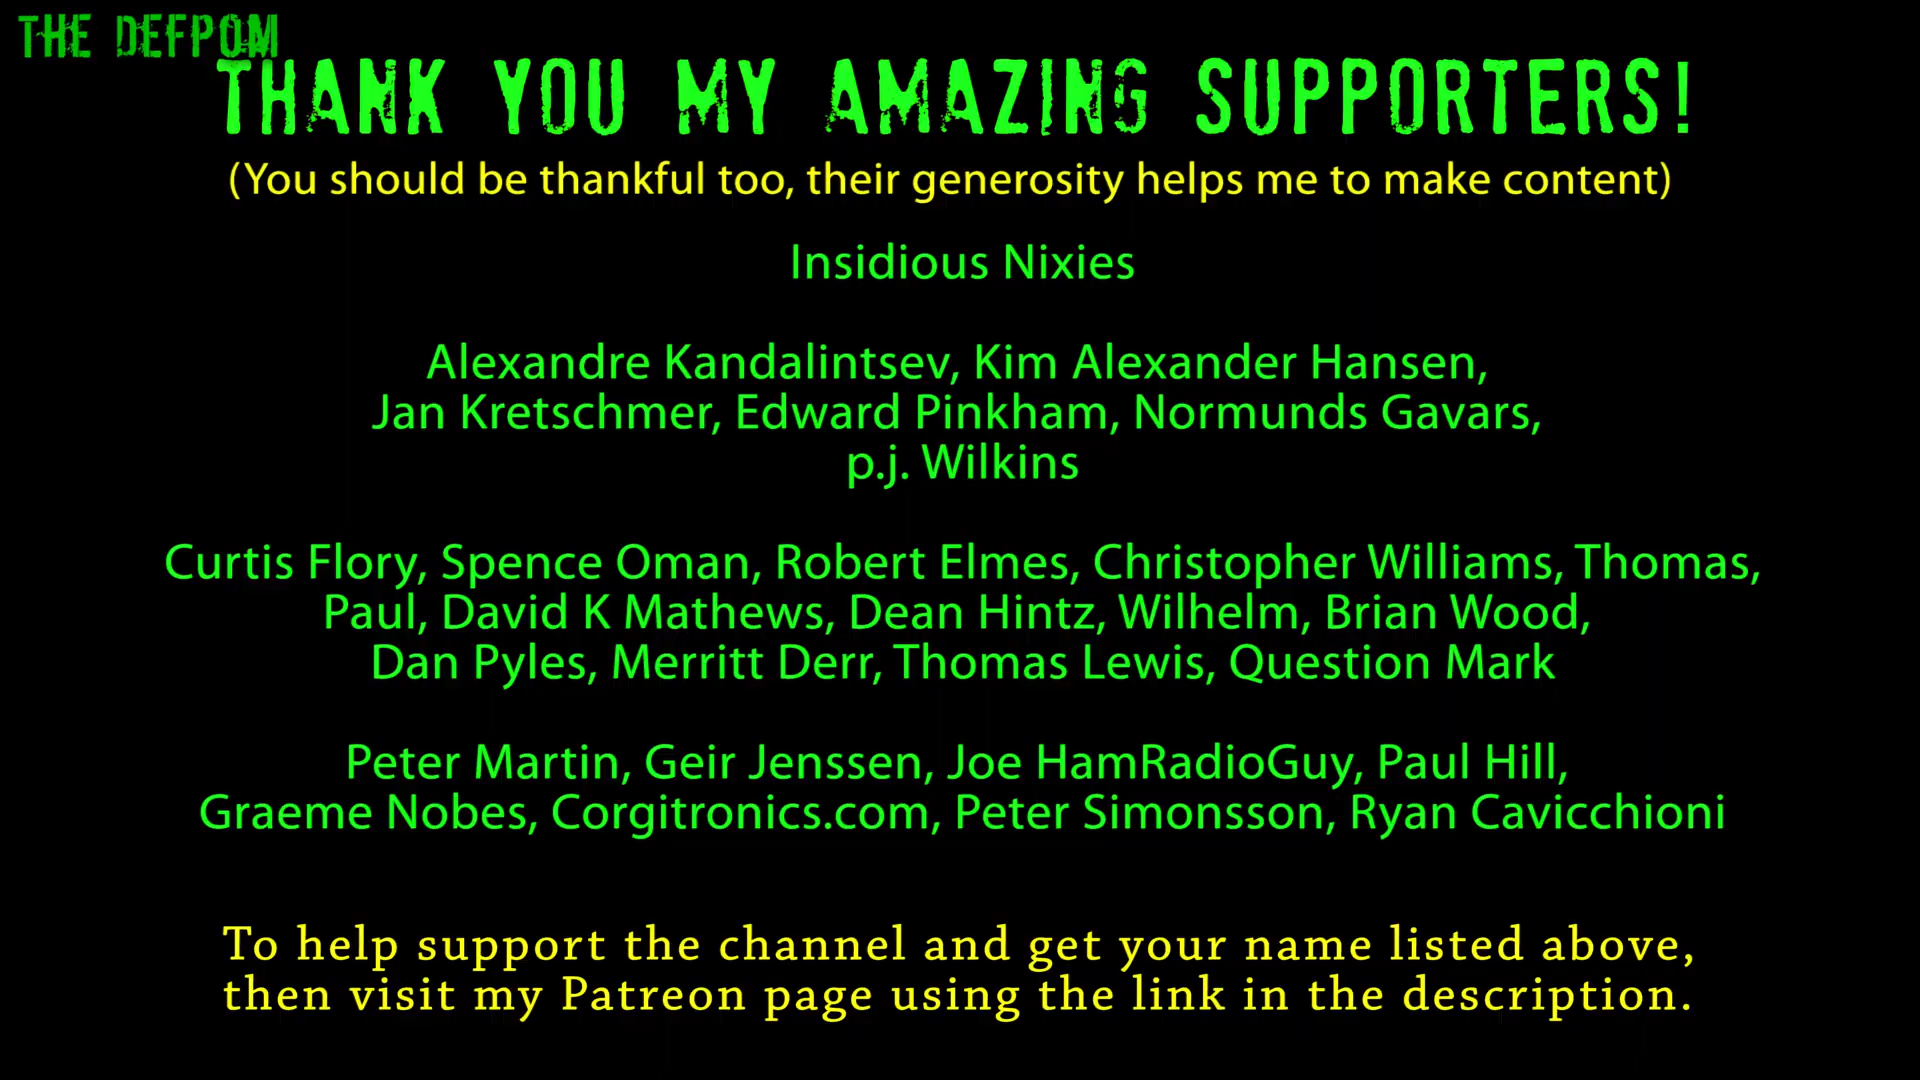 THE DEFPOM
THANK YOU MY AMAZING SUPPORTERS!
(You should be thankful too, their generosity helps me to make content)
Insidious Nixies
Alexandre Kandalintsev, Kim Alexander Hansen,
Jan Kretschmer, Edward Pinkham, Normunds Gavars,
p.j. Wilkins
Curtis Flory, Spence Oman, Robert Elmes, Christopher Williams, Thomas,
Paul, David K Mathews, Dean Hintz, Wilhelm, Brian Wood,
Dan Pyles, Merritt Derr, Thomas Lewis, Question Mark
Peter Martin, Geir Jenssen, Joe HamRadioGuy, Paul Hill,
Graeme Nobes, Corgitronics.com, Peter Simonsson, Ryan Cavicchioni
To help support the channel and get your name listed above,
then visit my Patreon page using the link in the description.